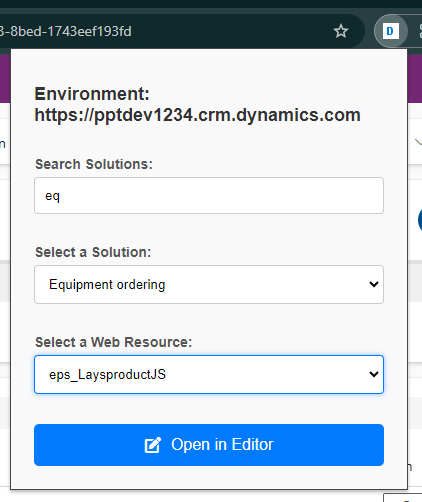 3-8bed-1743eef193fd
D
Environment:
https://pptdev1234.crm.dynamics.com
Search Solutions:
eq
Select a Solution:
Equipment ordering
Select a Web Resource:
eps_LaysproductJS
Open in Editor
n